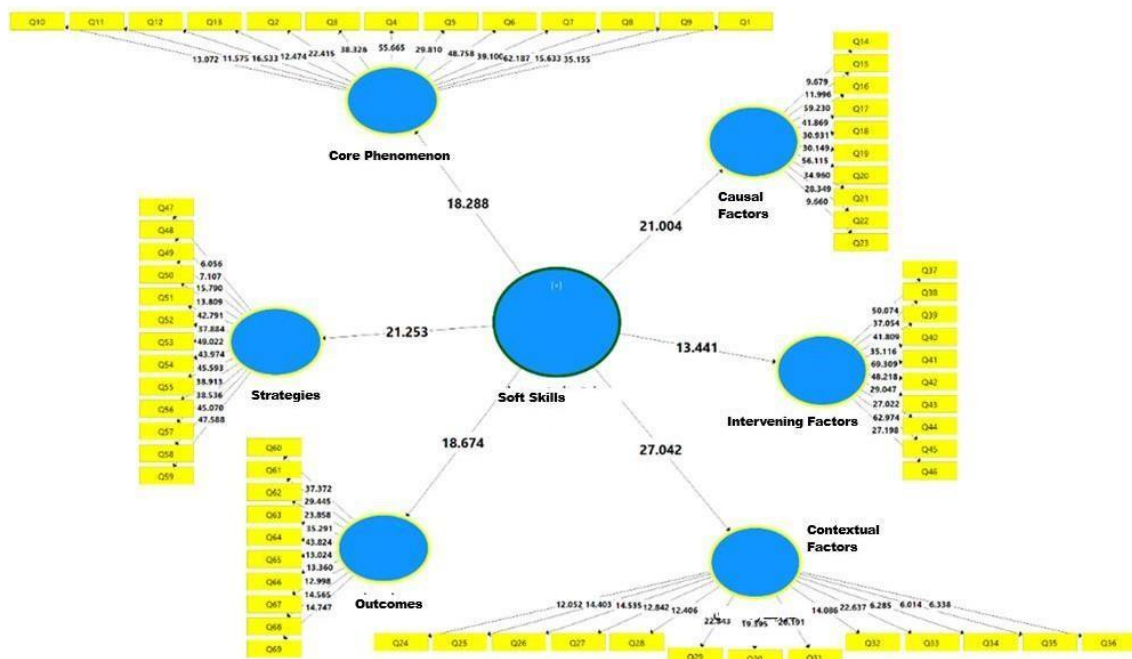 Q10 Q11 Q12 Q13 Q2 Q3 Q4 Q5 Q6 Q7 Q8 Q9 Q1
13.072 11.575 16.533 12.474 22.415 38.326 55.665 29.810 48.758 39.100 62.187 15.633 35.155
Core Phenomenon
18.288
Q14
Q15
Q16
Q17
Q18
Q19
Q20
Q21
Q22
Q23
9.679
11.996
59.230
41.869
30.931
30.149
56.115
34.960
28.349
9.660
Causal
Factors
21.004
Q47
Q48
Q49
Q50
Q51
Q52
Q53
Q54
Q55
Q56
Q57
Q58
Q59
6.056
7.107
15.790
13.809
42.791
37.884
49.022
43.974
45.593
38.913
38.536
45.070
47.588
Strategies
21.253
[+]
Soft Skills
13.441
Q37
Q38
Q39
Q40
Q41
Q42
Q43
Q44
Q45
Q46
50.074
37.054
41.809
35.116
69.309
48.218
29.047
27.022
62.974
27.198
Intervening Factors
18.674
27.042
Q60
Q61
Q62
Q63
Q64
Q65
Q66
Q67
Q68
Q69
37.372
29.445
23.858
35.291
43.824
13.024
13.360
12.998
14.565
14.747
Outcomes
Contextual
Factors
12.052 14.403 14.535 12.842 12.406 22.843 19.395 26.191 14.086 22.637 6.285 6.014 6.338
Q24 Q25 Q26 Q27 Q28 Q29 Q30 Q31 Q32 Q33 Q34 Q35 Q36